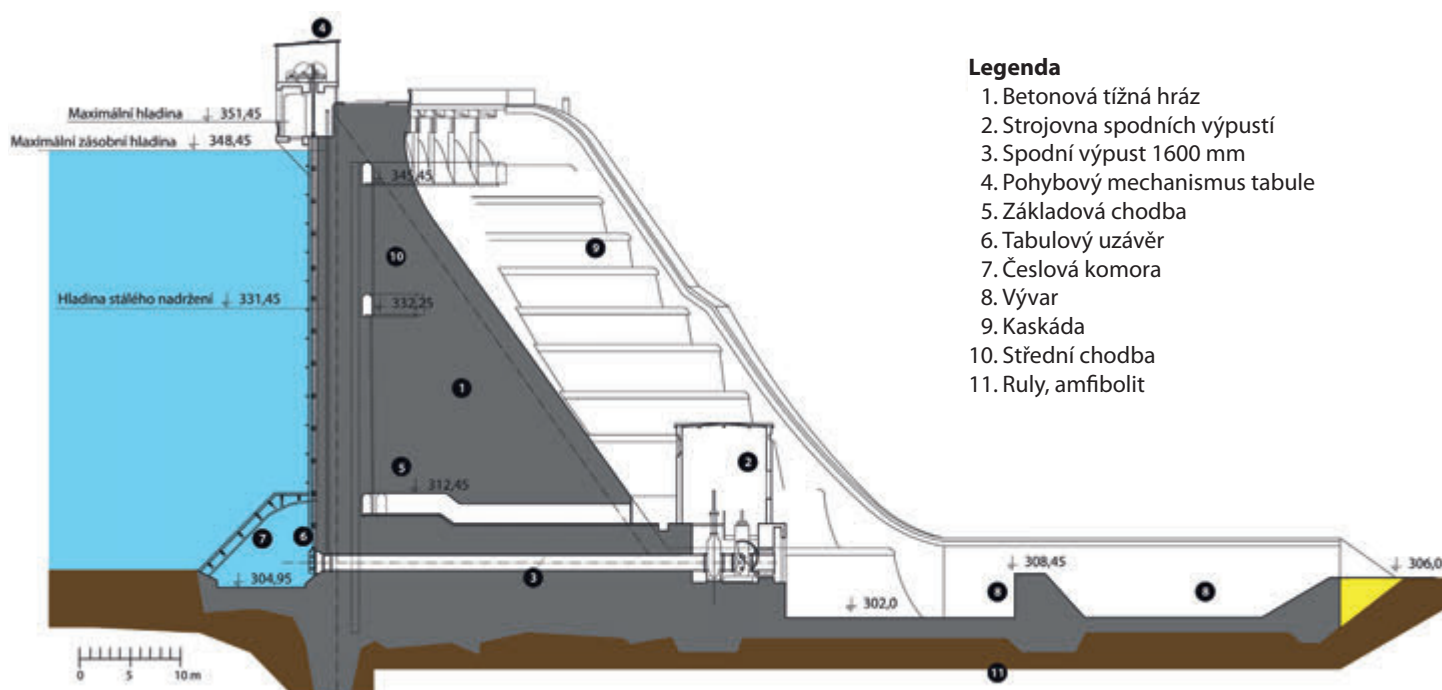 4
Legenda
1. Betonová tížná hráz
2. Strojovna spodních výpustí
3. Spodní výpust 1600 mm
4. Pohybový mechanismus tabule
5. Základová chodba
6. Tabulový uzávěr
7. Česlová komora
8. Vývar
9. Kaskáda
10. Střední chodba
11. Ruly, amfibolit
Maximální hladina 351,45
Maximální zásobní hladina 348,45
345,45
9
10
Hladina stálého nadržení 331,45
332,25
1
5
2
312,45
7
6
3
304,95
302,0
8
308,45
8
306,0
0 5 10 m
11